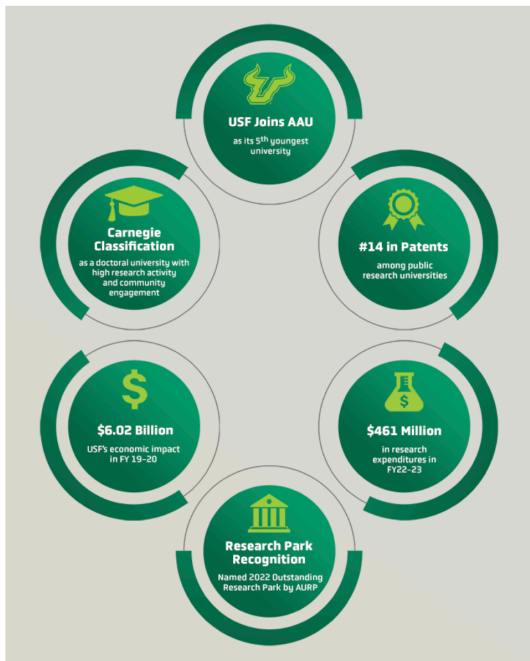 USF Joins AAU
as its 5th youngest
university
Carnegie
Classification
as a doctoral university with
high research activity
and community
engagement
#14 in Patents
among public
research universities
$
$6.02 Billion
USF's economic impact
in FY 19-20
$
$461 Million
in research
expenditures in
FY22-23
Research Park
Recognition
Named 2022 Outstanding
Research Park by AURP